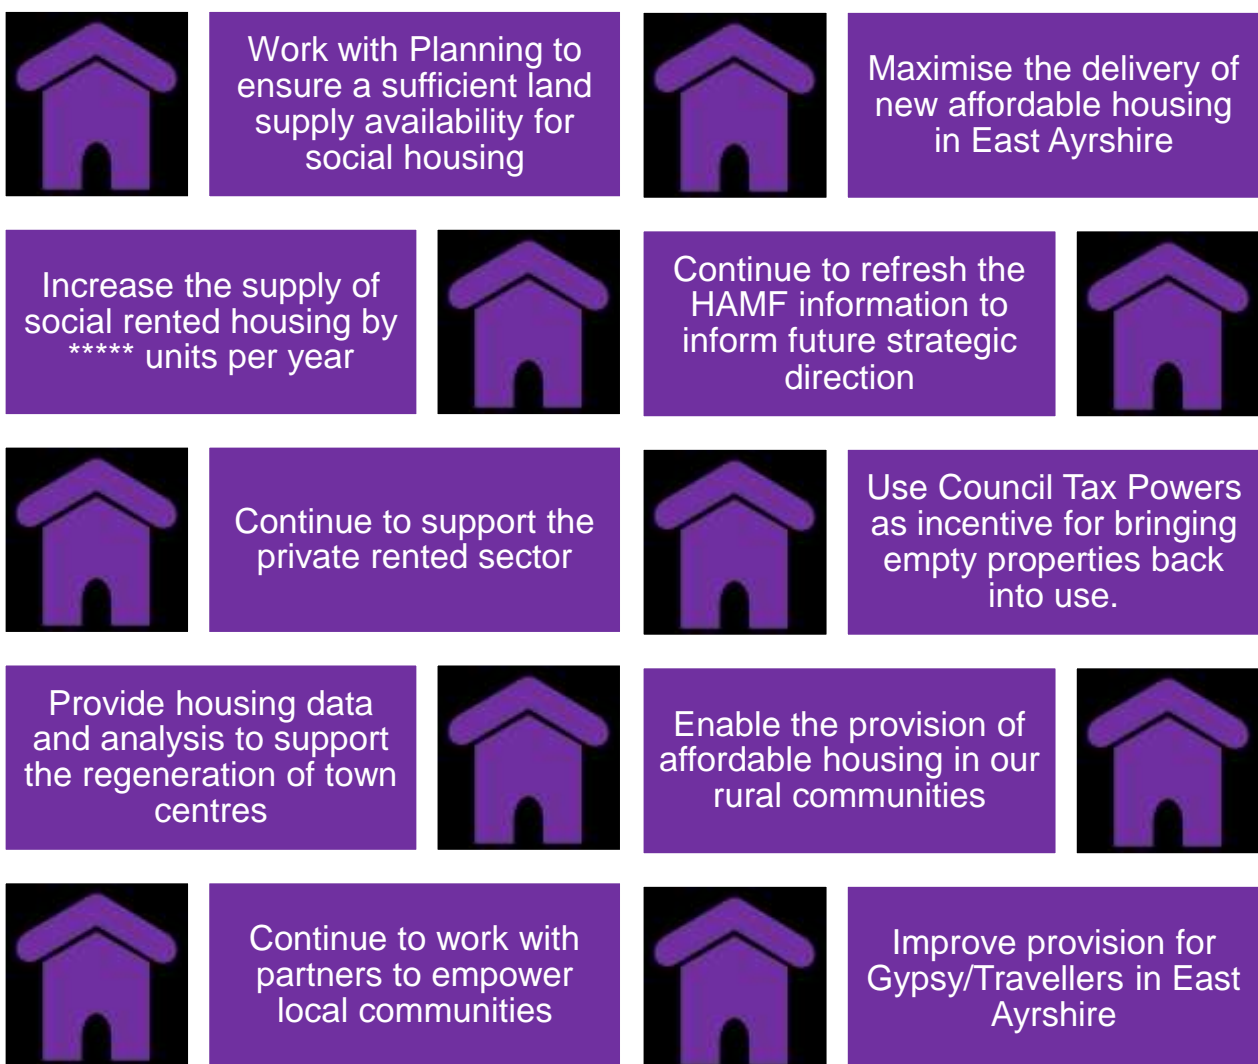 Work with Planning to
ensure a sufficient land
supply availability for
social housing
Maximise the delivery of
new affordable housing
in East Ayrshire
Increase the supply of
social rented housing by
***** units per year
Continue to refresh the
HAMF information to
inform future strategic
direction
Continue to support the
private rented sector
Use Council Tax Powers
as incentive for bringing
empty properties back
into use.
Provide housing data
and analysis to support
the regeneration of town
centres
Enable the provision of
affordable housing in our
rural communities
Continue to work with
partners to empower
local communities
Improve provision for
Gypsy/Travellers in East
Ayrshire